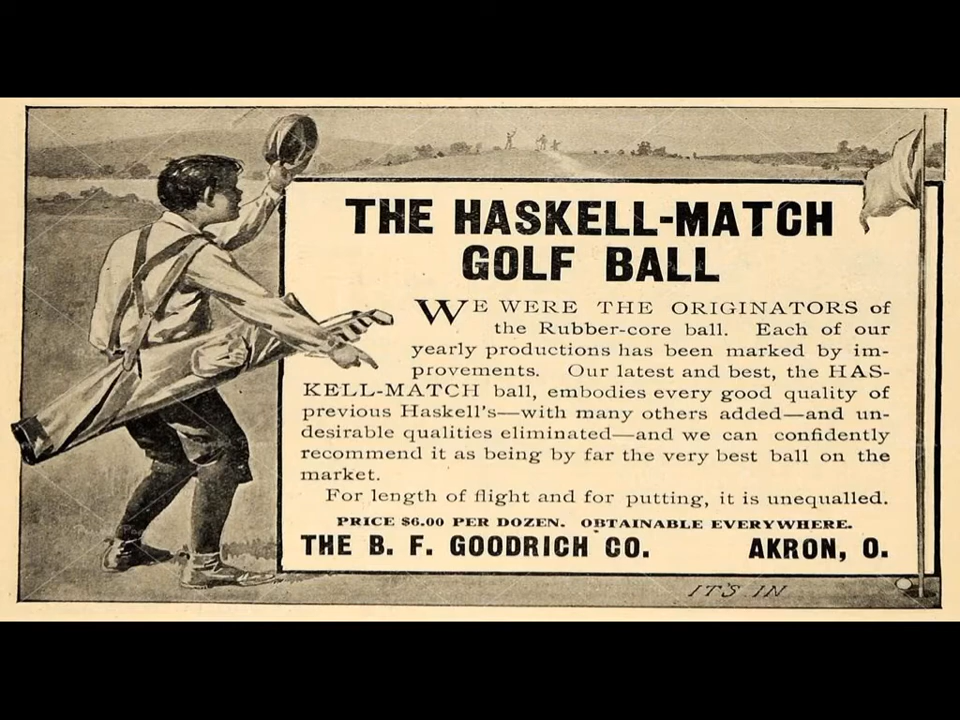 THE HASKELL-MATCH
GOLF BALL
WE WERE THE ORIGINATORS of
the Rubber-core ball. Each of our
yearly productions has been marked by im-
provements. Our latest and best, the HAS-
KELL-MATCH ball, embodies every good quality of
previous Haskell's—with many others added—and un-
desirable qualities eliminated—and we can confidently
recommend it as being by far the very best ball on the
market.
For length of flight and for putting, it is unequalled.
PRICE $6.00 PER DOZEN. OBTAINABLE EVERYWHERE.
THE B. F. GOODRICH CO. AKRON, O.
IT'S IN